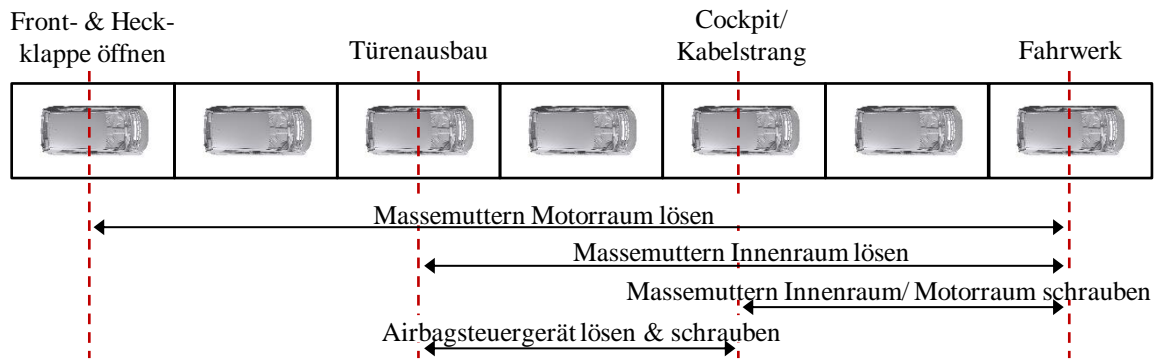 Front- & Heck-
klappe öffnen
Türenausbau
Cockpit/
Kabelstrang
Fahrwerk
Massemuttern Motorraum lösen
Massemuttern Innenraum lösen
Massemuttern Innenraum/ Motorraum schrauben
Airbagsteuergerät lösen & schrauben